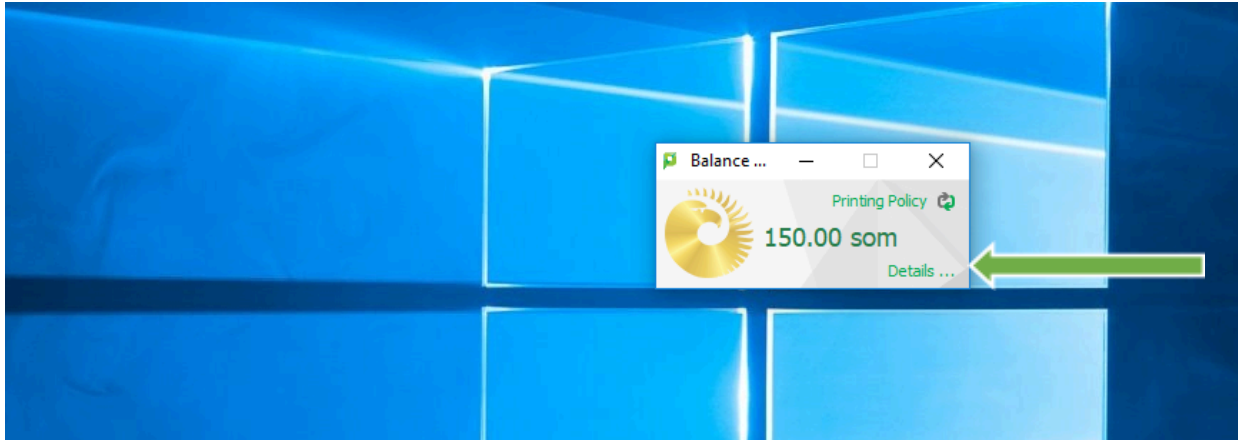 Balance ...
Printing Policy
150.00 som
Details ...